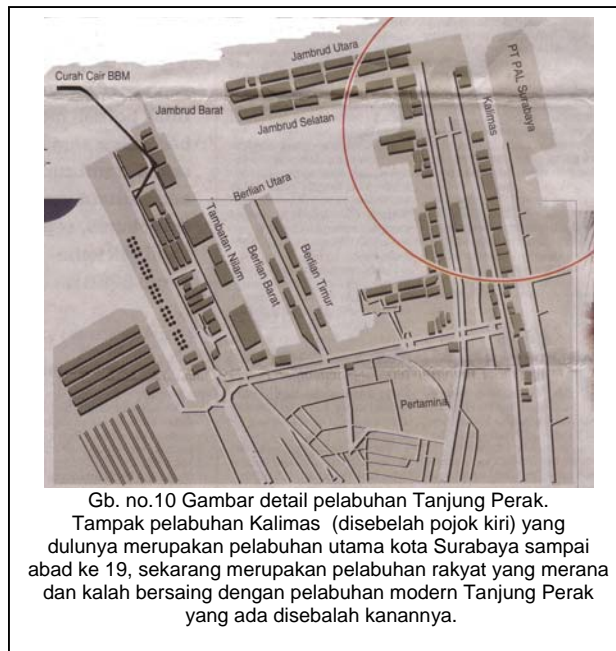 Jambrud Utara
Curah Cair BBM
PT PAL Surabaya
Kalimas
Jambrud Barat
Jambrud Selatan
Berlian Utara
Tambatan Nilam
Berlian Barat
Berlian Timur
Pertamina
Gb. no.10 Gambar detail pelabuhan Tanjung Perak.
Tampak pelabuhan Kalimas (disebelah pojok kiri) yang
dulunya merupakan pelabuhan utama kota Surabaya sampai
abad ke 19, sekarang merupakan pelabuhan rakyat yang merana
dan kalah bersaing dengan pelabuhan modern Tanjung Perak
yang ada disebalah kanannya.